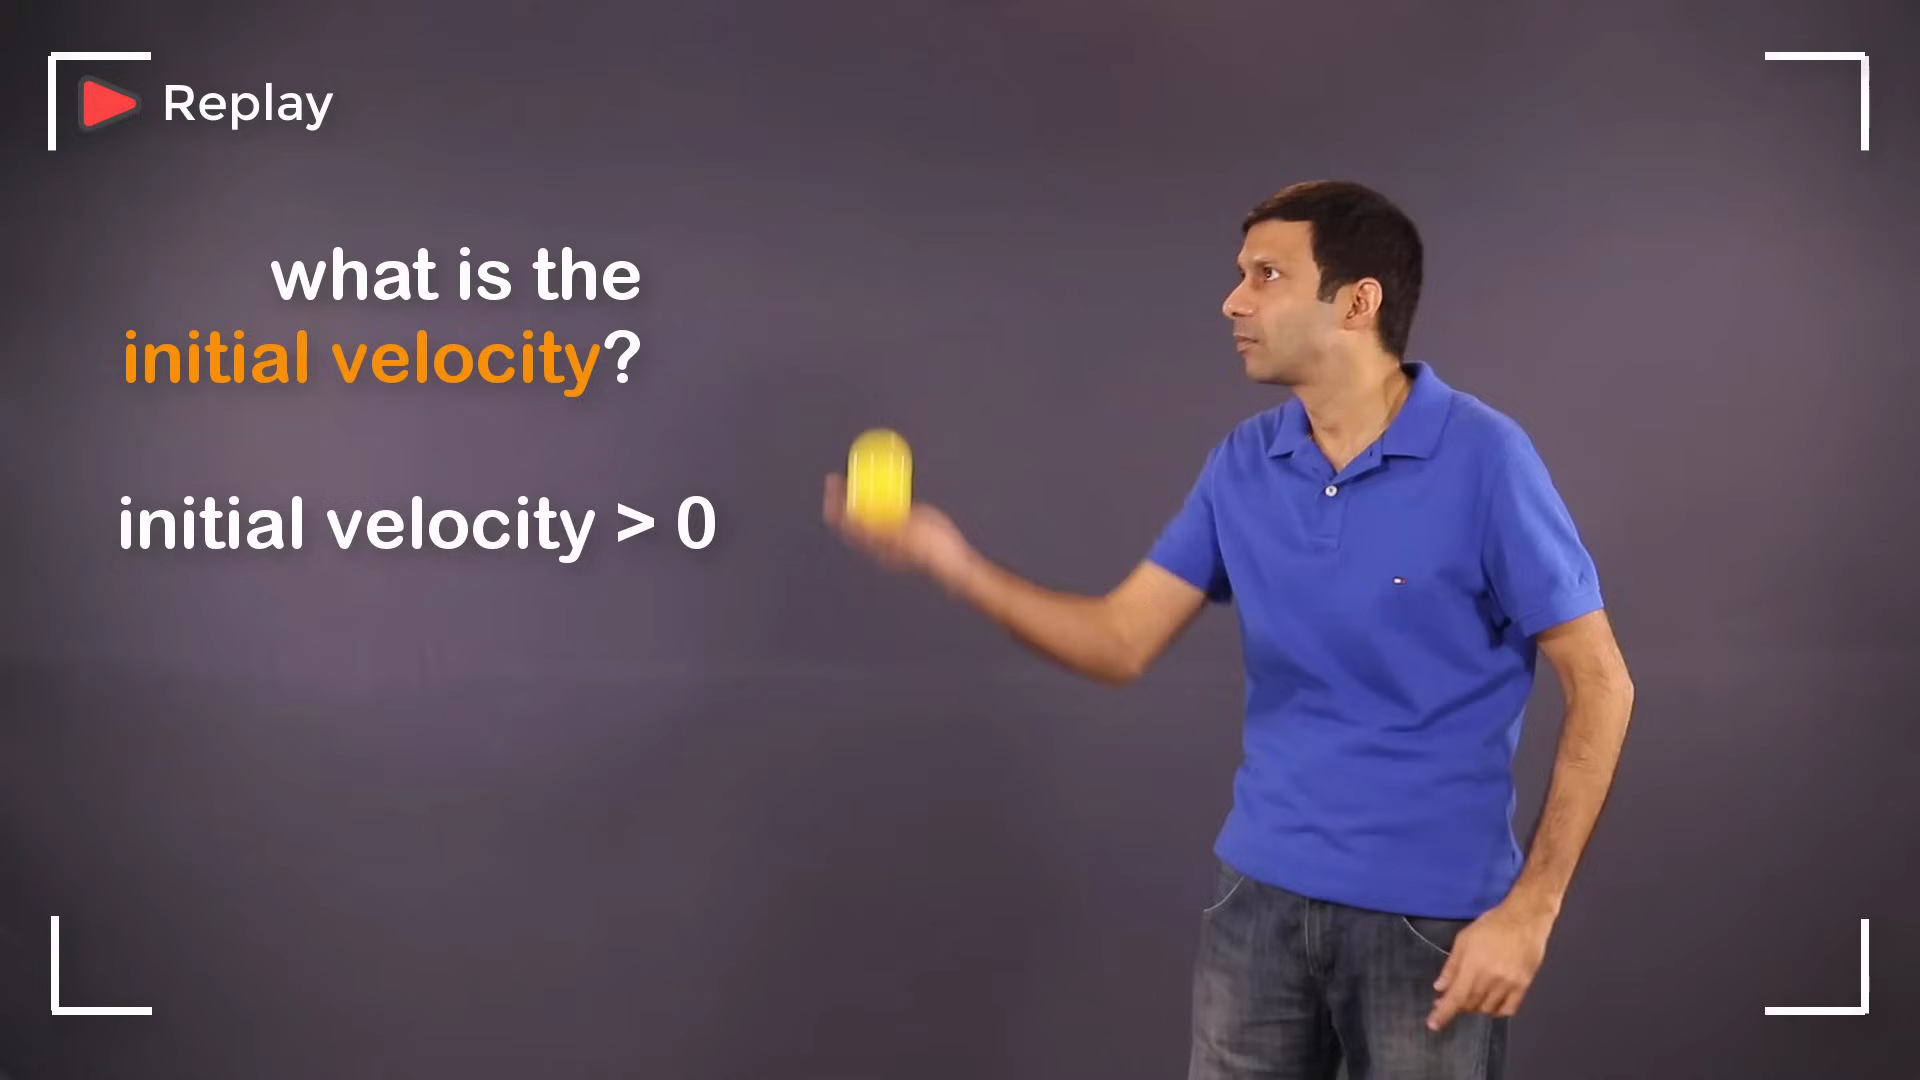 Replay
what is the
initial velocity?
initial velocity > 0